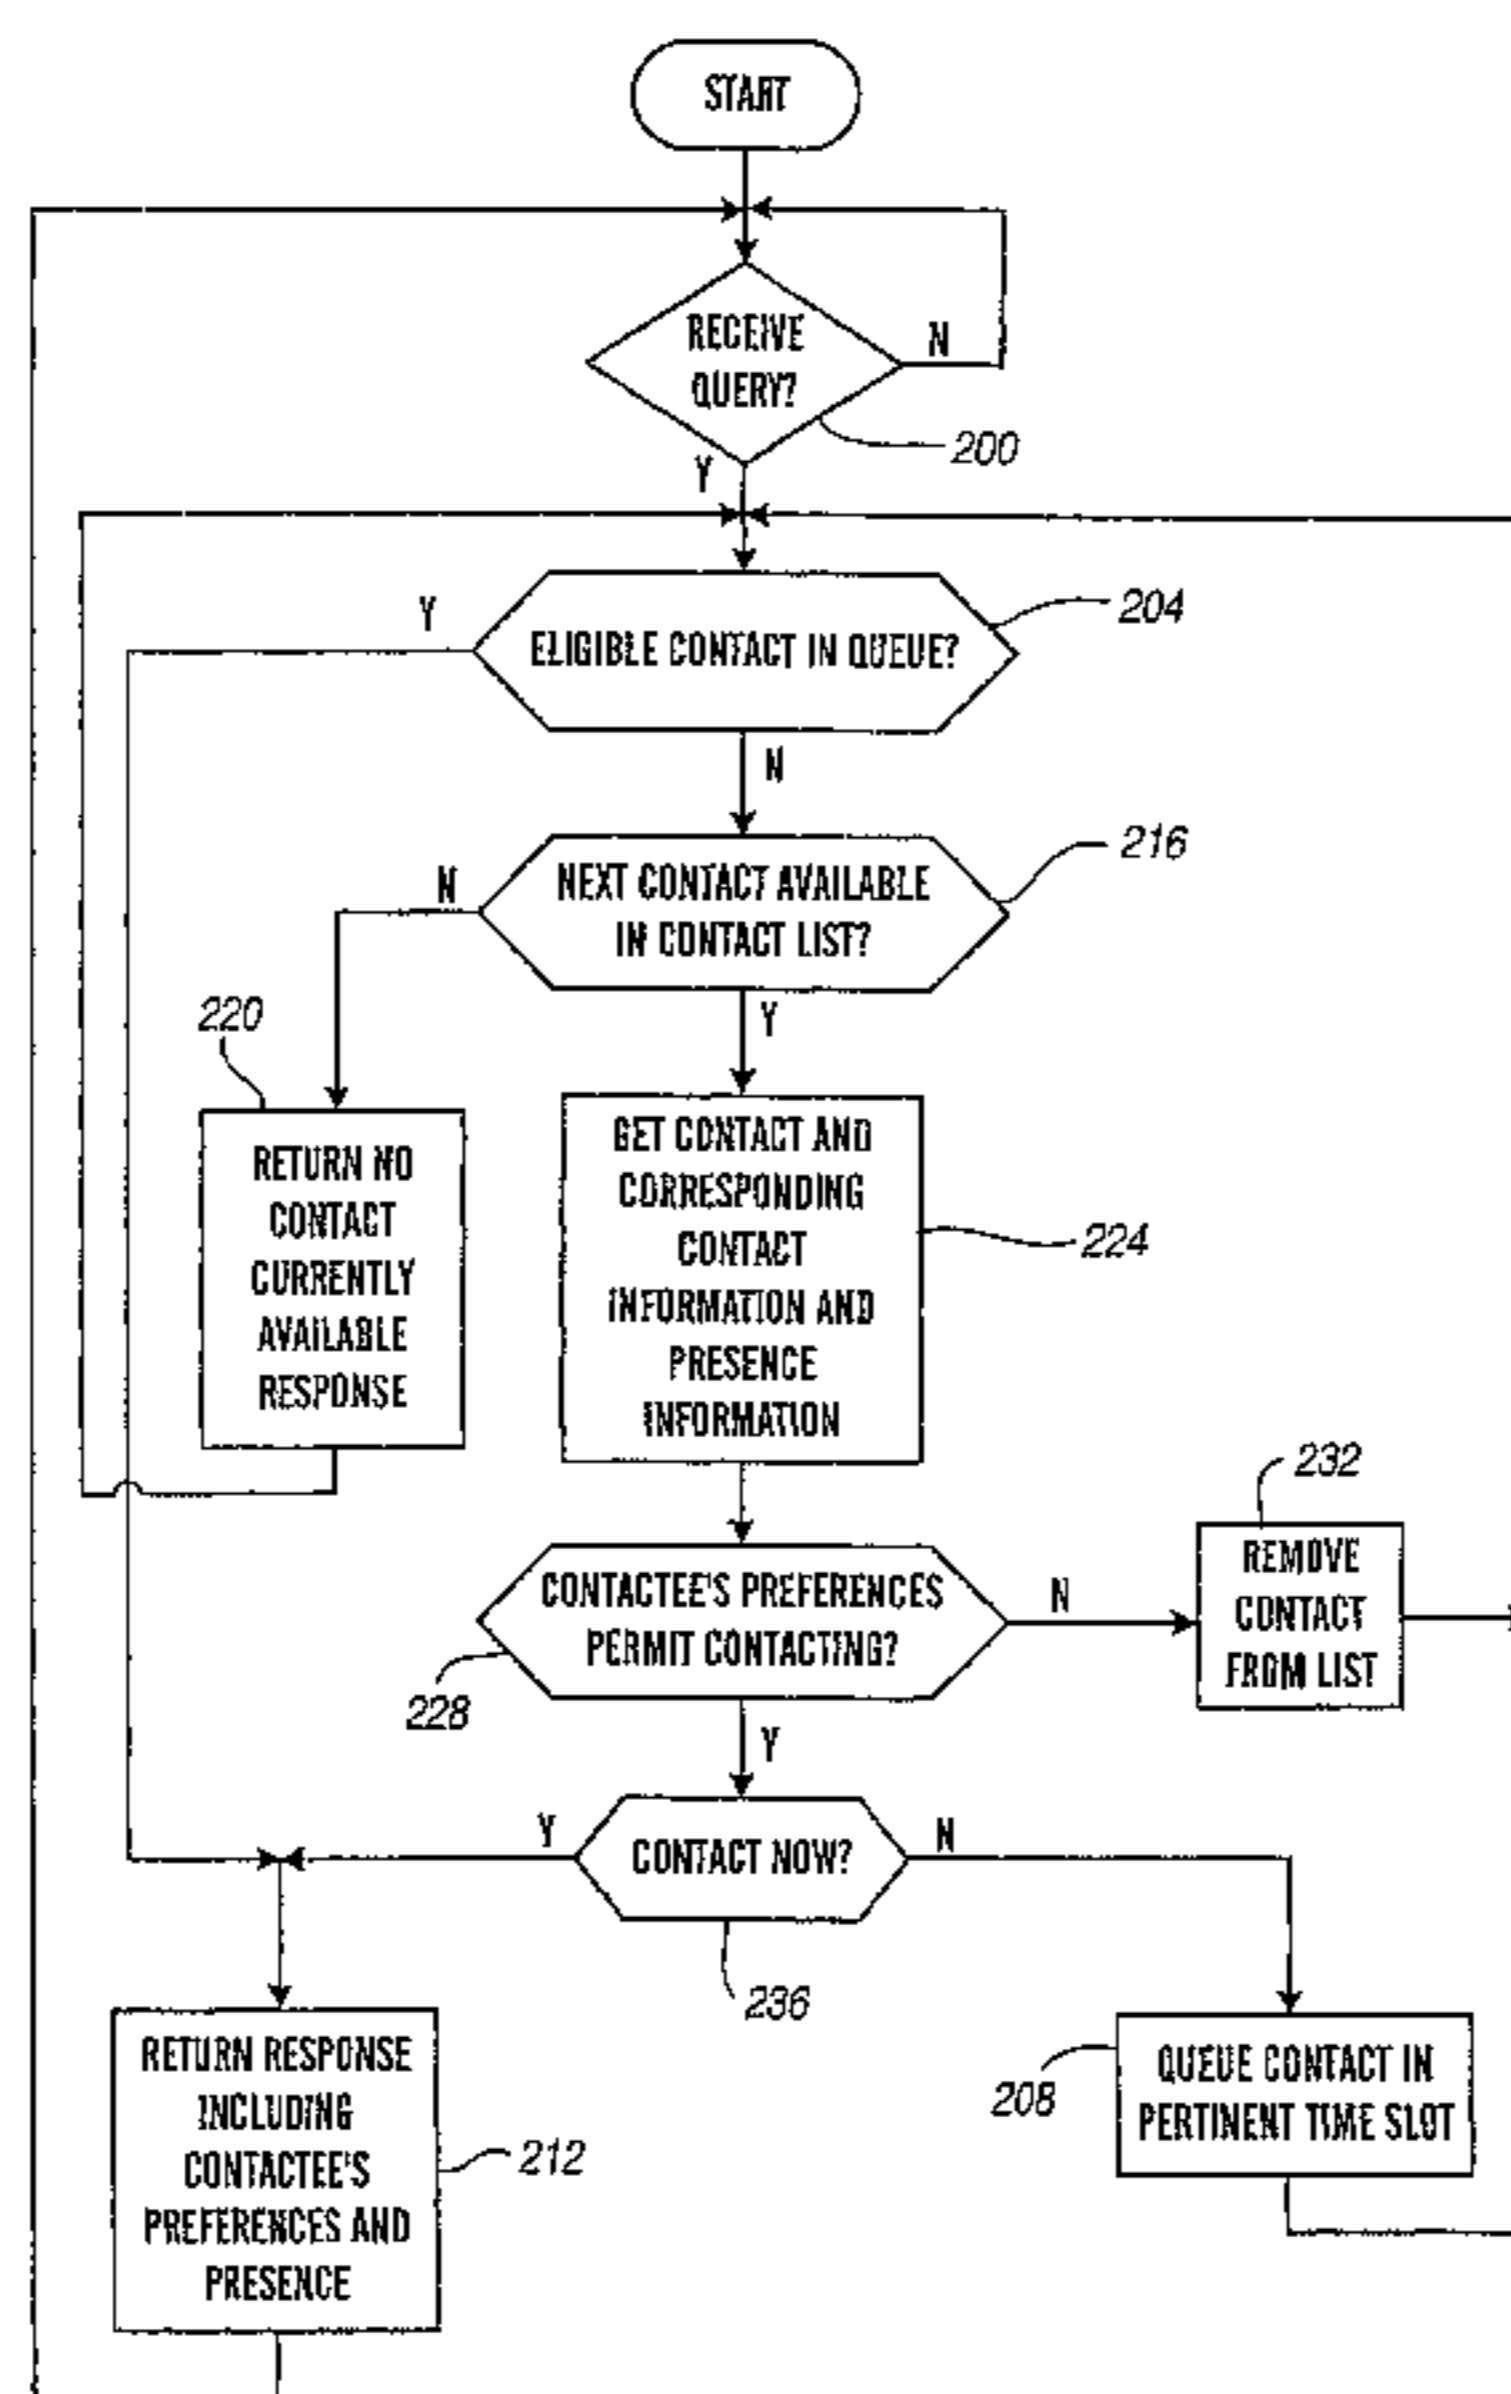 START
RECEIVE
QUERY?
N
200
Y
ELIGIBLE CONTACT IN QUEUE?
204
Y
N
NEXT CONTACT AVAILABLE
IN CONTACT LIST?
216
N
Y
220
RETURN NO
CONTACT
CURRENTLY
AVAILABLE
RESPONSE
GET CONTACT AND
CORRESPONDING
CONTACT
INFORMATION AND
PRESENCE
INFORMATION
224
CONTACTEE'S PREFERENCES
PERMIT CONTACTING?
228
N
232
REMOVE
CONTACT
FROM LIST
Y
CONTACT NOW?
Y
N
236
RETURN RESPONSE
INCLUDING
CONTACTEE'S
PREFERENCES AND
PRESENCE
212
208
QUEUE CONTACT IN
PERTINENT TIME SLOT